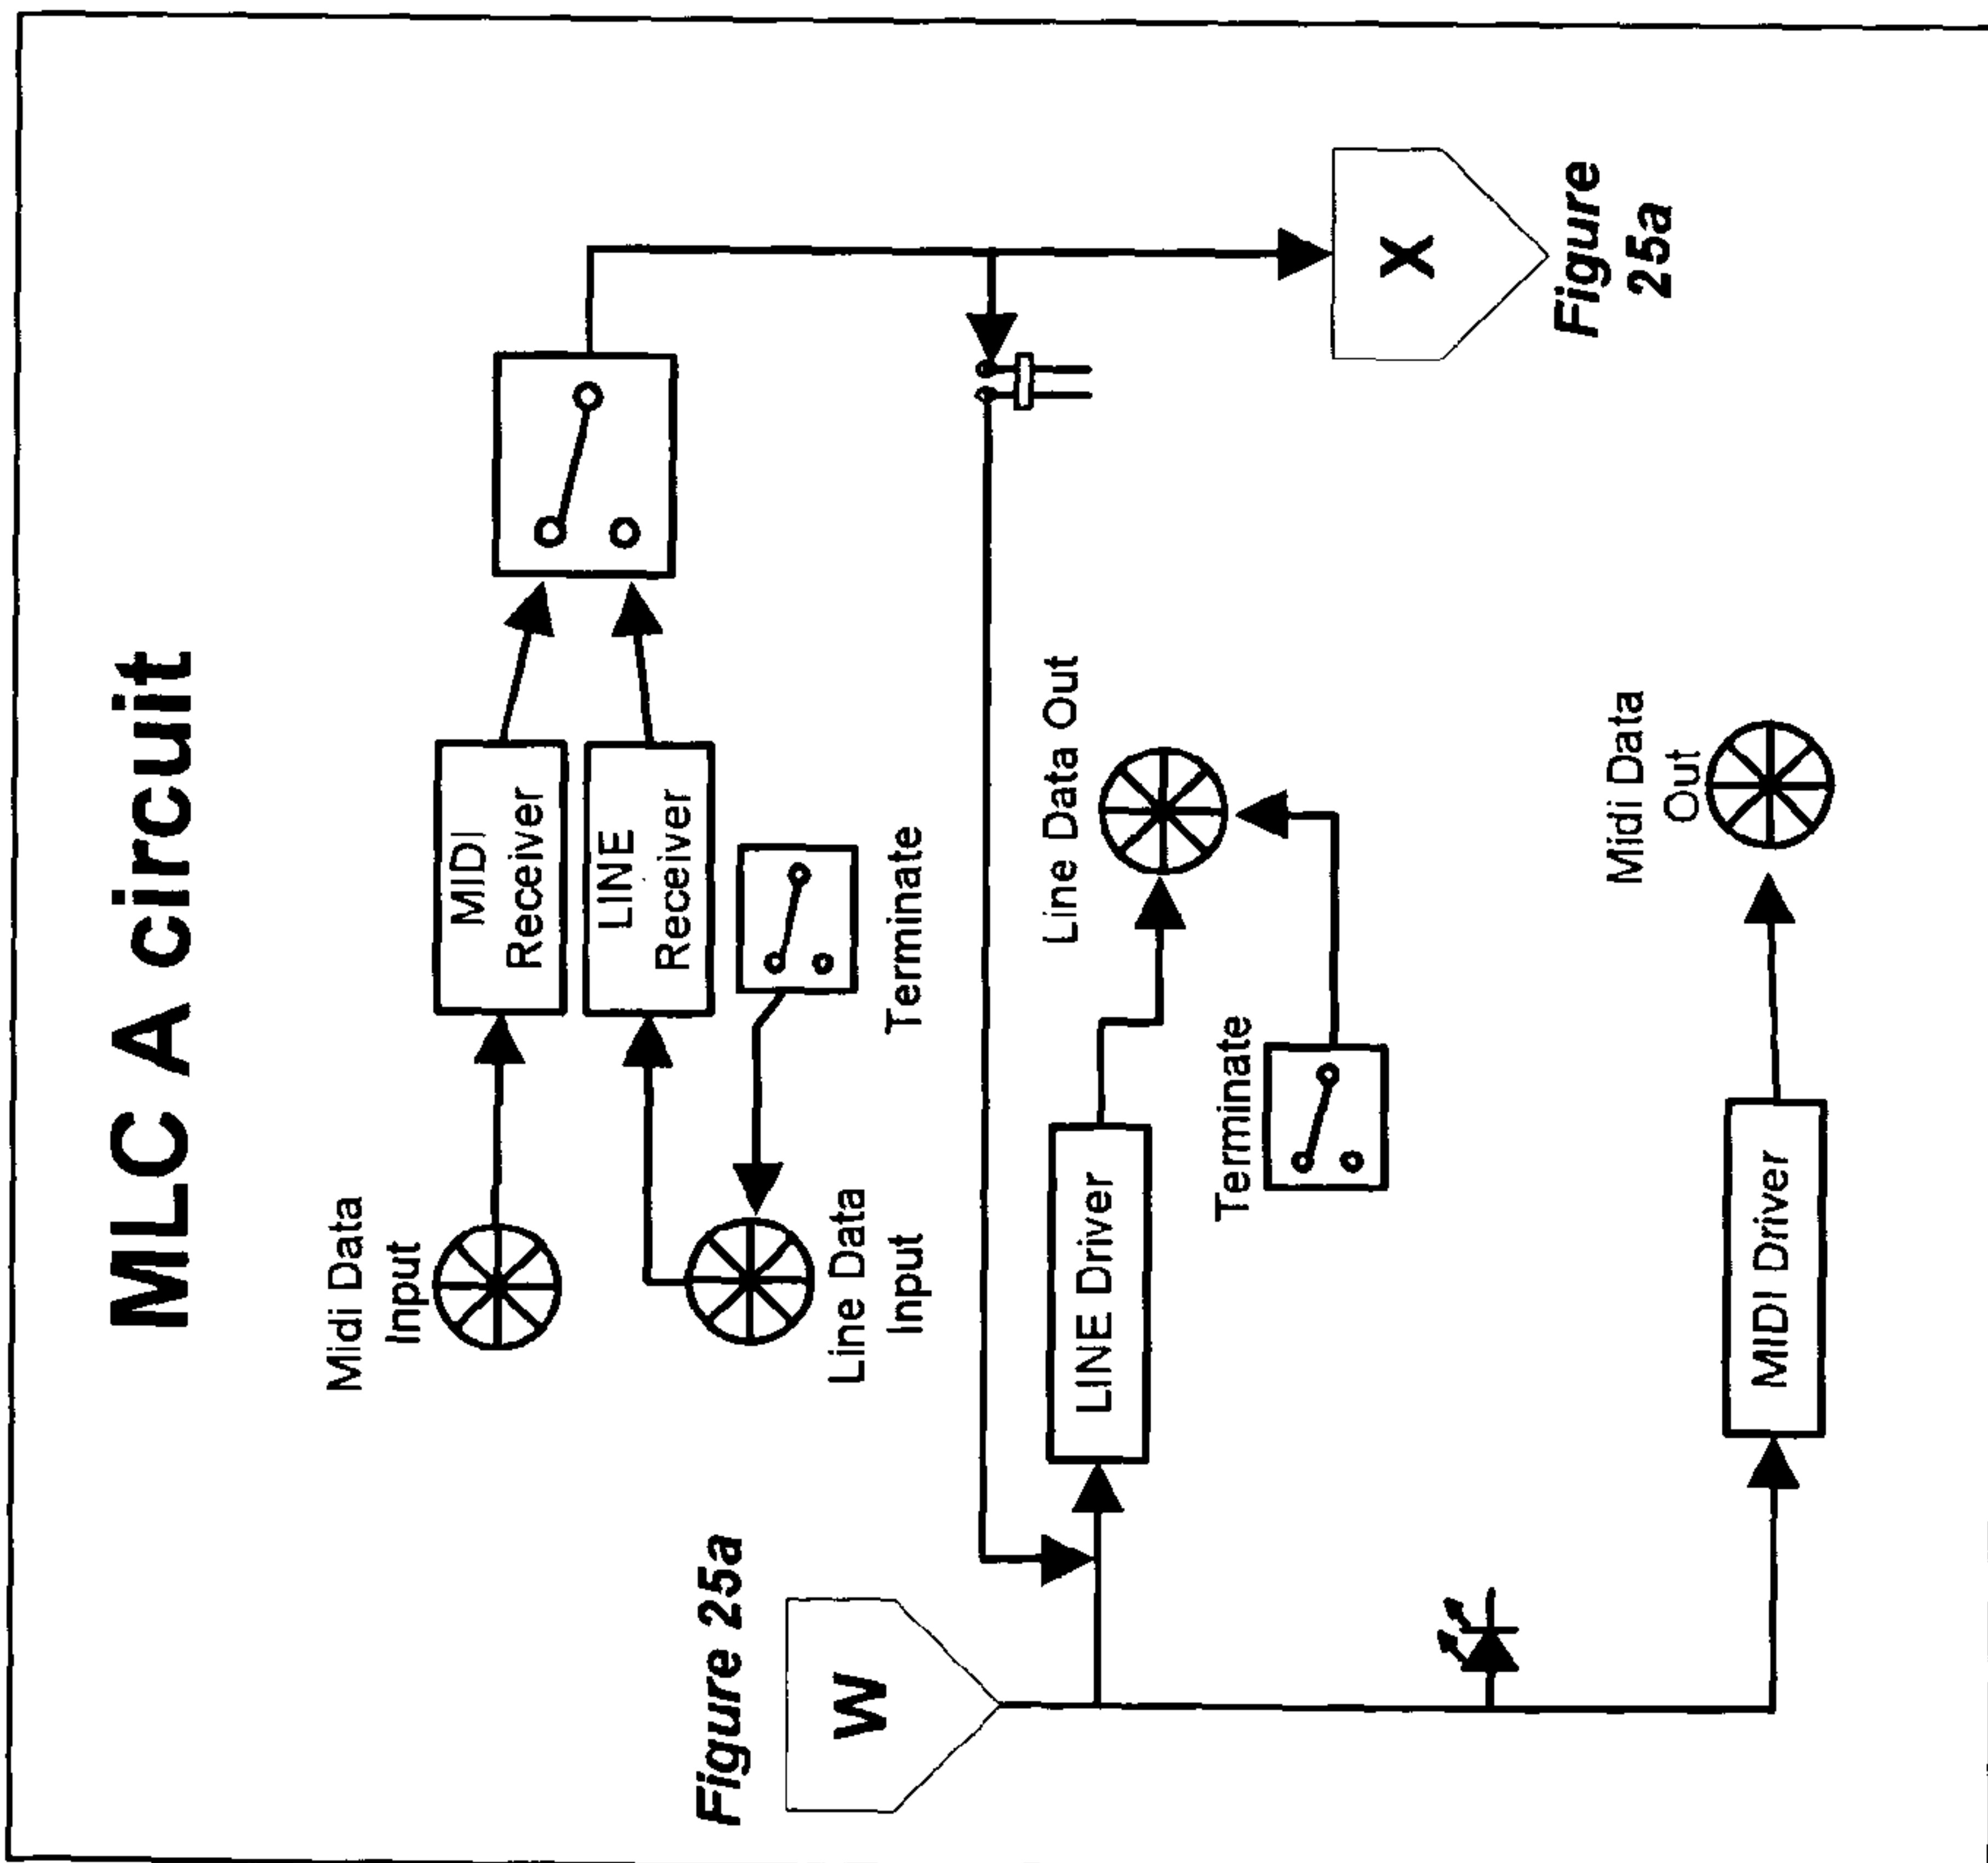 MLC A circuit
Midi Data
Input
MIDI
Receiver
LINE
Receiver
Line Data
Input
Terminate
Figure 25a
W
LINE Driver
Line Data Out
Terminate
X
Figure
25a
MIDI Driver
Midi Data
Out